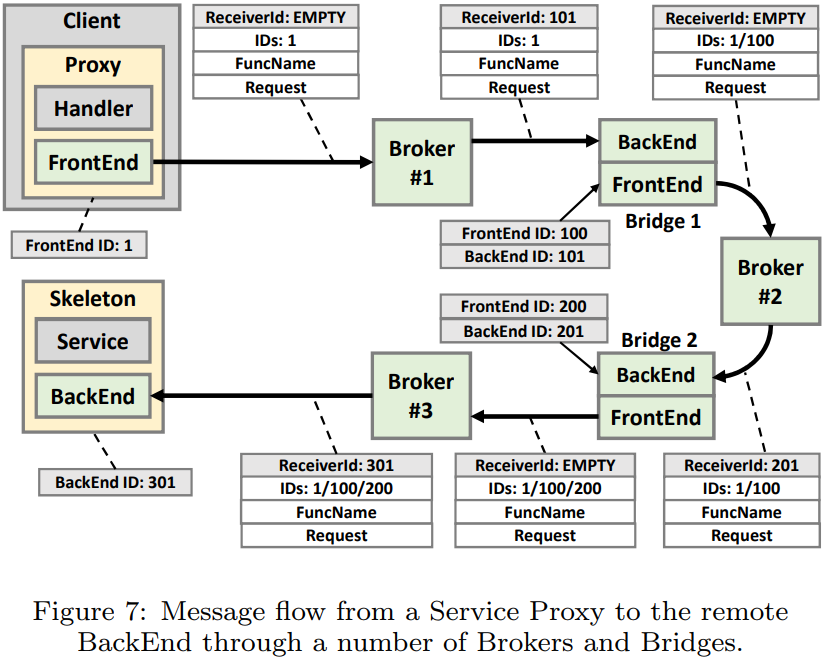 Client
Proxy
Handler
FrontEnd
FrontEnd ID: 1
ReceiverId: EMPTY
IDs: 1
FuncName
Request
Broker
#1
ReceiverId: 101
IDs: 1
FuncName
Request
BackEnd
FrontEnd
Bridge 1
FrontEnd ID: 100
BackEnd ID: 101
ReceiverId: EMPTY
IDs: 1/100
FuncName
Request
Broker
#2
FrontEnd ID: 200
BackEnd ID: 201
Bridge 2
BackEnd
FrontEnd
ReceiverId: 201
IDs: 1/100
FuncName
Request
Broker
#3
ReceiverId: EMPTY
IDs: 1/100/200
FuncName
Request
ReceiverId: 301
IDs: 1/100/200
FuncName
Request
Skeleton
Service
BackEnd
BackEnd ID: 301
Figure 7: Message flow from a Service Proxy to the remote
BackEnd through a number of Brokers and Bridges.